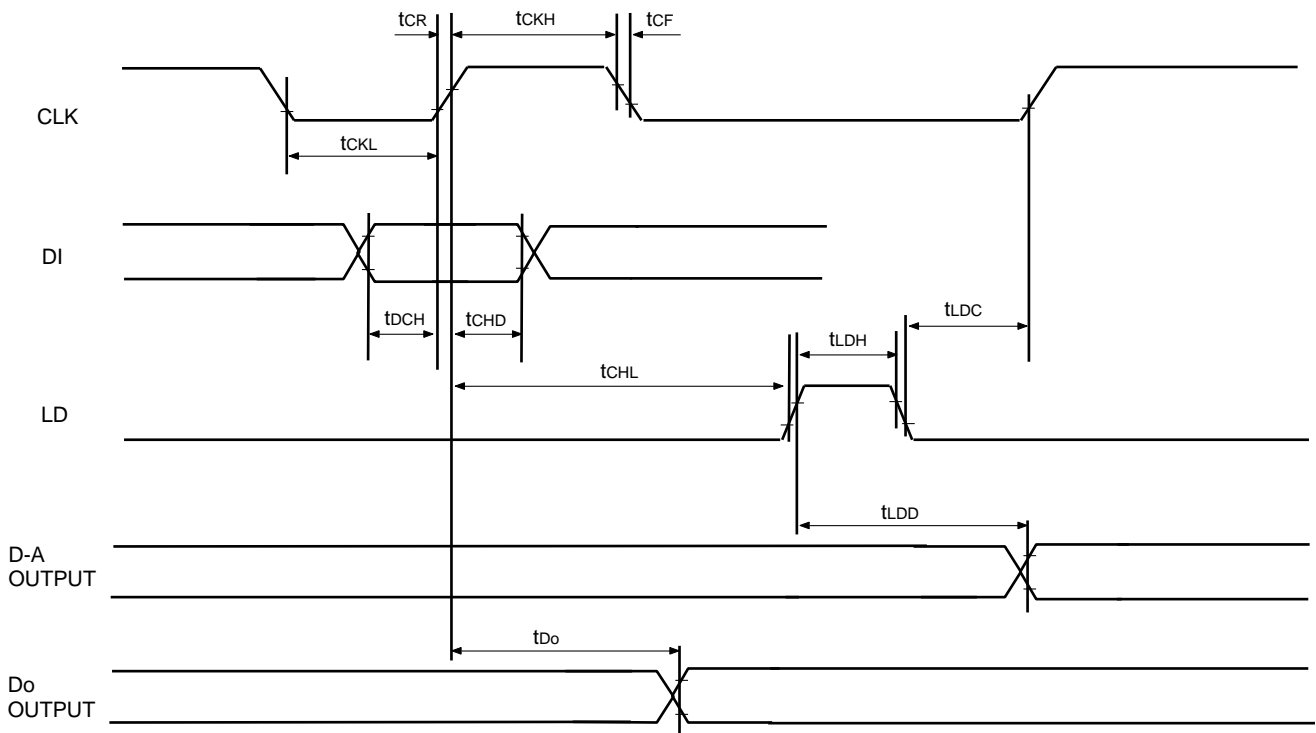 tCR
tCKH
tCF
CLK
tCKL
DI
tDCH
tCHD
tLDC
tLDH
tCHL
LD
tLDD
D-A
OUTPUT
tDo
Do
OUTPUT